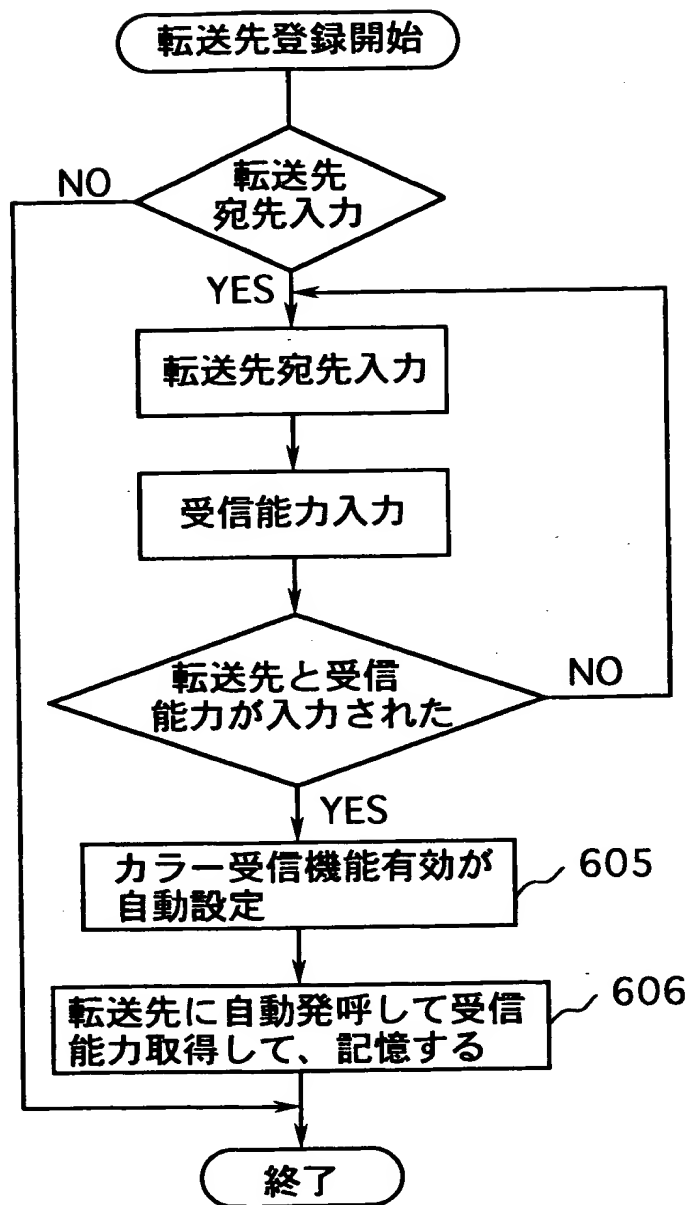 転送先登録開始
転送先
宛先入力
NO
YES
転送先宛先入力
受信能力入力
転送先と受信
能力が入力された
NO
YES
カラー受信機能有効が
自動設定
605
転送先に自動発呼して受信
能力取得して、記憶する
606
終了